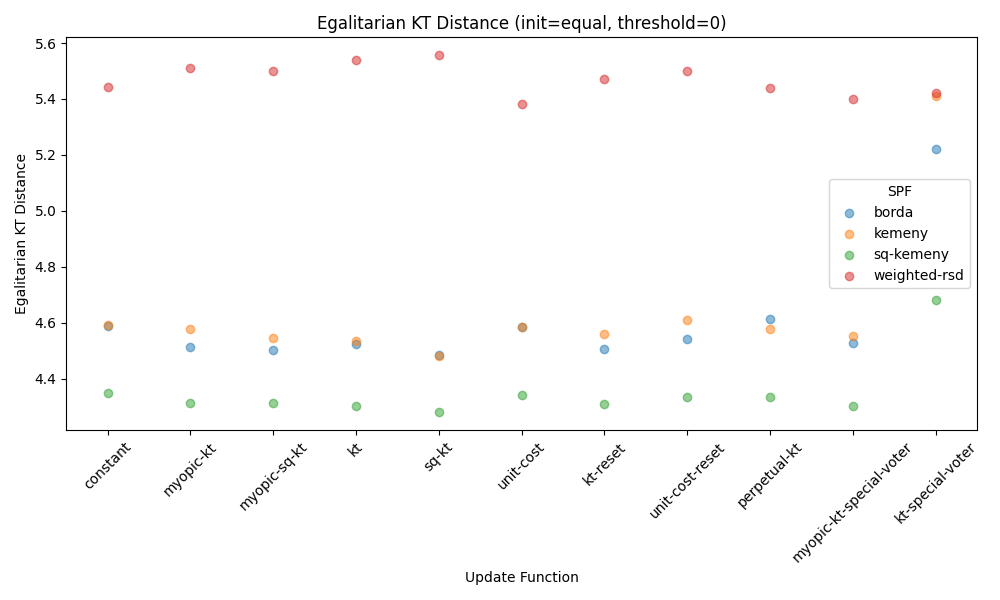 Egalitarian KT Distance (init=equal, threshold=0)
Egalitarian KT Distance
5.6
5.4
5.2
5.0
4.8
4.6
4.4
SPF
borda
kemeny
sq-kemeny
weighted-rsd
constant
myopic-kt
myopic-sq-kt
kt
sq-kt
unit-cost
kt-reset
unit-cost-reset
perpetual-kt
myopic-kt-special-voter
kt-special-voter
Update Function